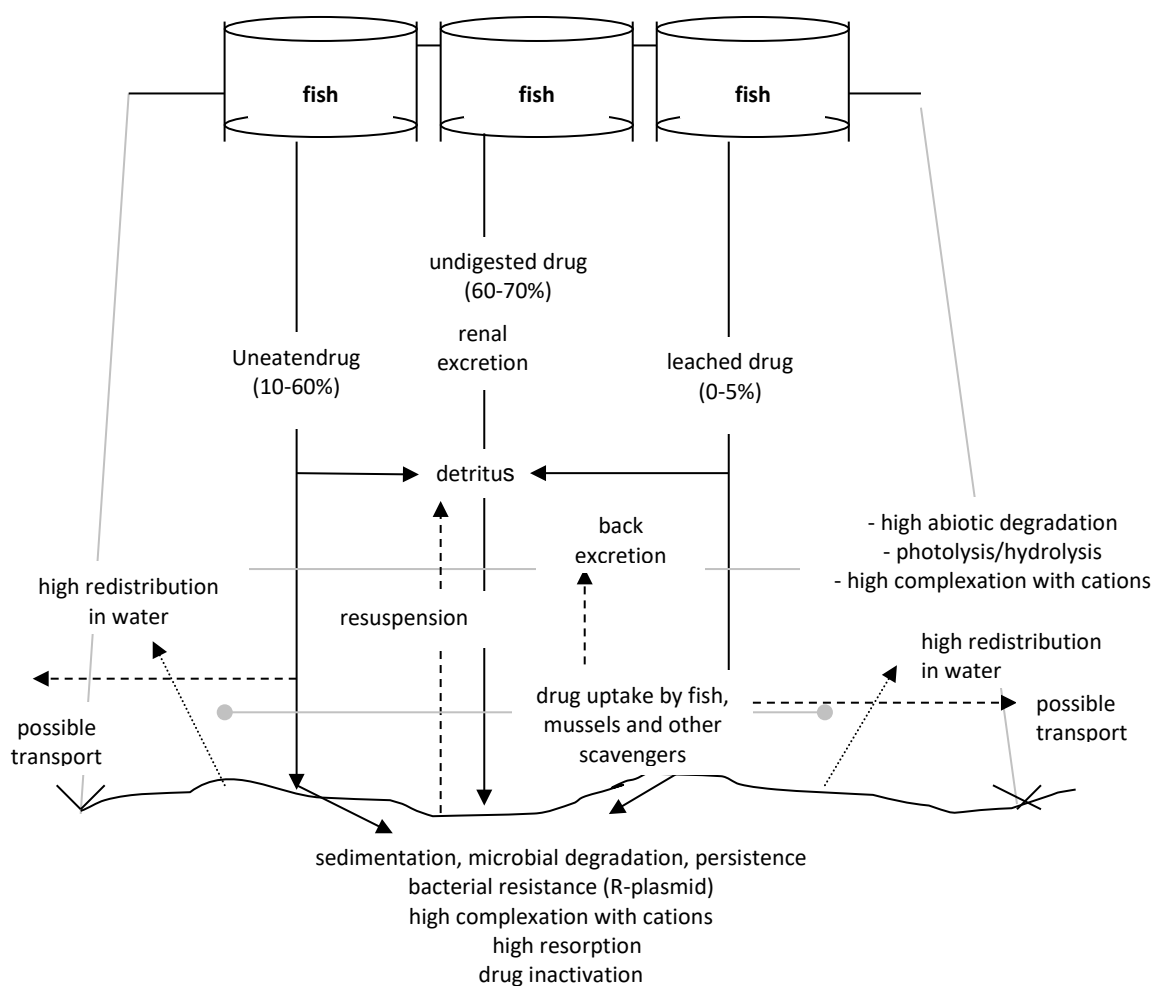 fish
fish
fish
undigested drug
(60-70%)
renal
excretion
Uneatendrug
(10-60%)
leached drug
(0-5%)
detritus
back
excretion
- high abiotic degradation
- photolysis/hydrolysis
- high complexation with cations
high redistribution
in water
resuspension
high redistribution
in water
drug uptake by fish,
mussels and other
scavengers
possible
transport
possible
transport
sedimentation, microbial degradation, persistence
bacterial resistance (R-plasmid)
high complexation with cations
high resorption
drug inactivation